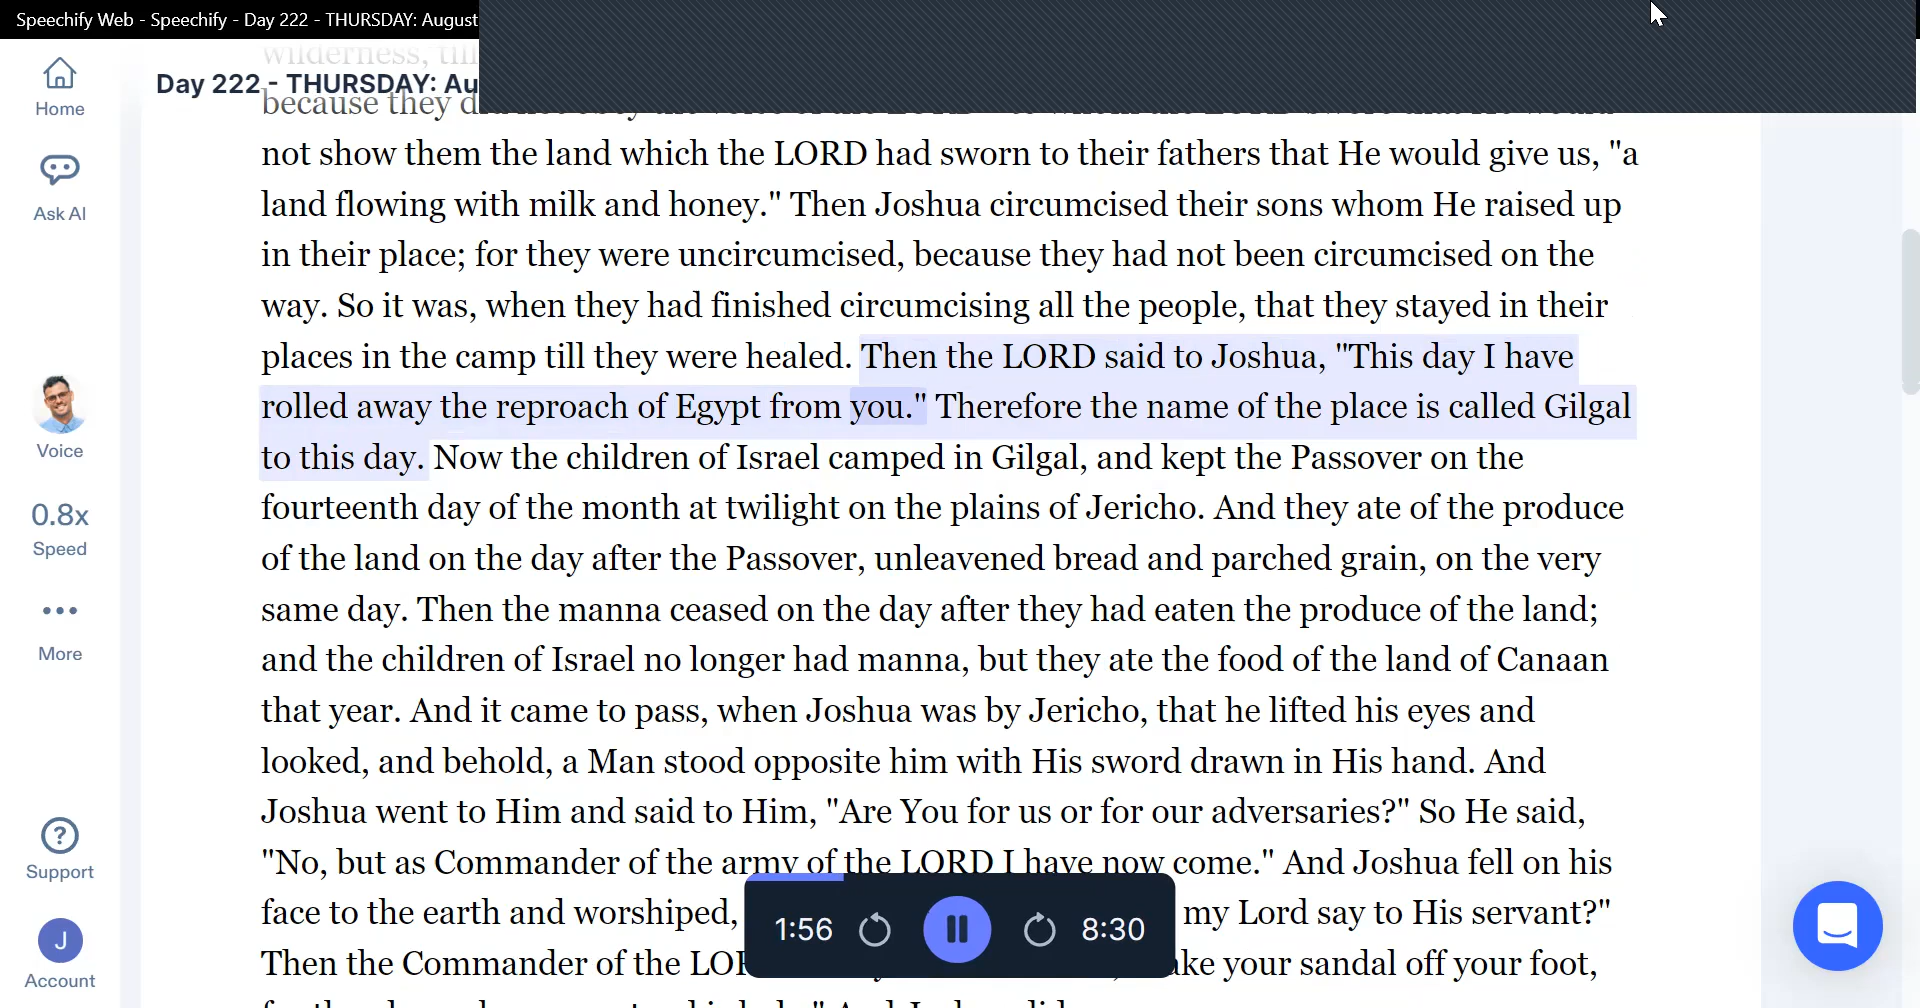 Speechify Web - Speechify - Day 222 - THURSDAY: August
Home
Ask AI
Voice
0.8x
Speed
More
Support
J
Account
Day 222 - THURSDAY: Au
wilderness, till
because they
not show them the land which the LORD had sworn to their fathers that He would give us, "a
land flowing with milk and honey." Then Joshua circumcised their sons whom He raised up
in their place; for they were uncircumcised, because they had not been circumcised on the
way. So it was, when they had finished circumcising all the people, that they stayed in their
places in the camp till they were healed. Then the LORD said to Joshua, "This day I have
rolled away the reproach of Egypt from you." Therefore the name of the place is called Gilgal
to this day. Now the children of Israel camped in Gilgal, and kept the Passover on the
fourteenth day of the month at twilight on the plains of Jericho. And they ate of the produce
of the land on the day after the Passover, unleavened bread and parched grain, on the very
same day. Then the manna ceased on the day after they had eaten the produce of the land;
and the children of Israel no longer had manna, but they ate the food of the land of Canaan
that year. And it came to pass, when Joshua was by Jericho, that he lifted his eyes and
looked, and behold, a Man stood opposite him with His sword drawn in His hand. And
Joshua went to Him and said to Him, "Are You for us or for our adversaries?" So He said,
"No, but as Commander of the army of the LORD I have now come." And Joshua fell on his
face to the earth and worshiped, my Lord say to His servant?"
Then the Commander of the your sandal off your foot,
1:56
8:30